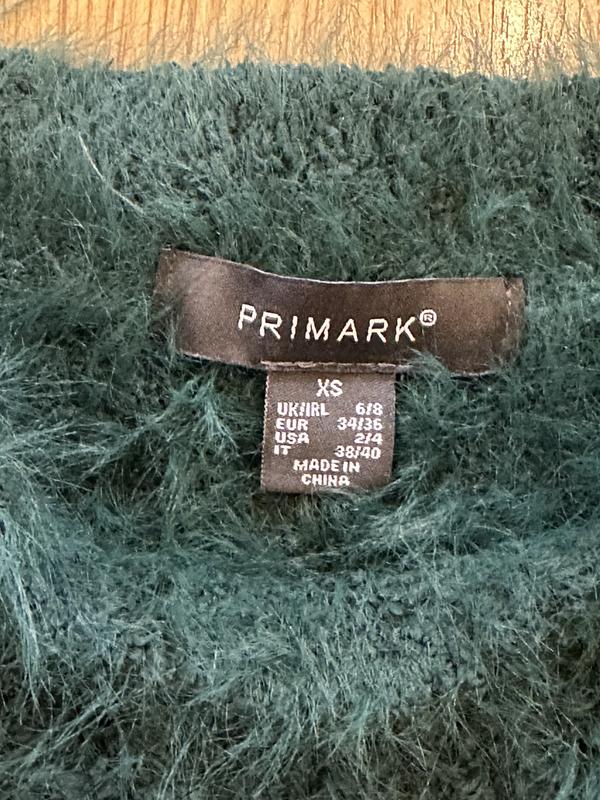 PRIMARK®
XS
UK/IRL 6/8
EUR 34/36
USA 2/4
IT 38/40
MADE IN
CHINA